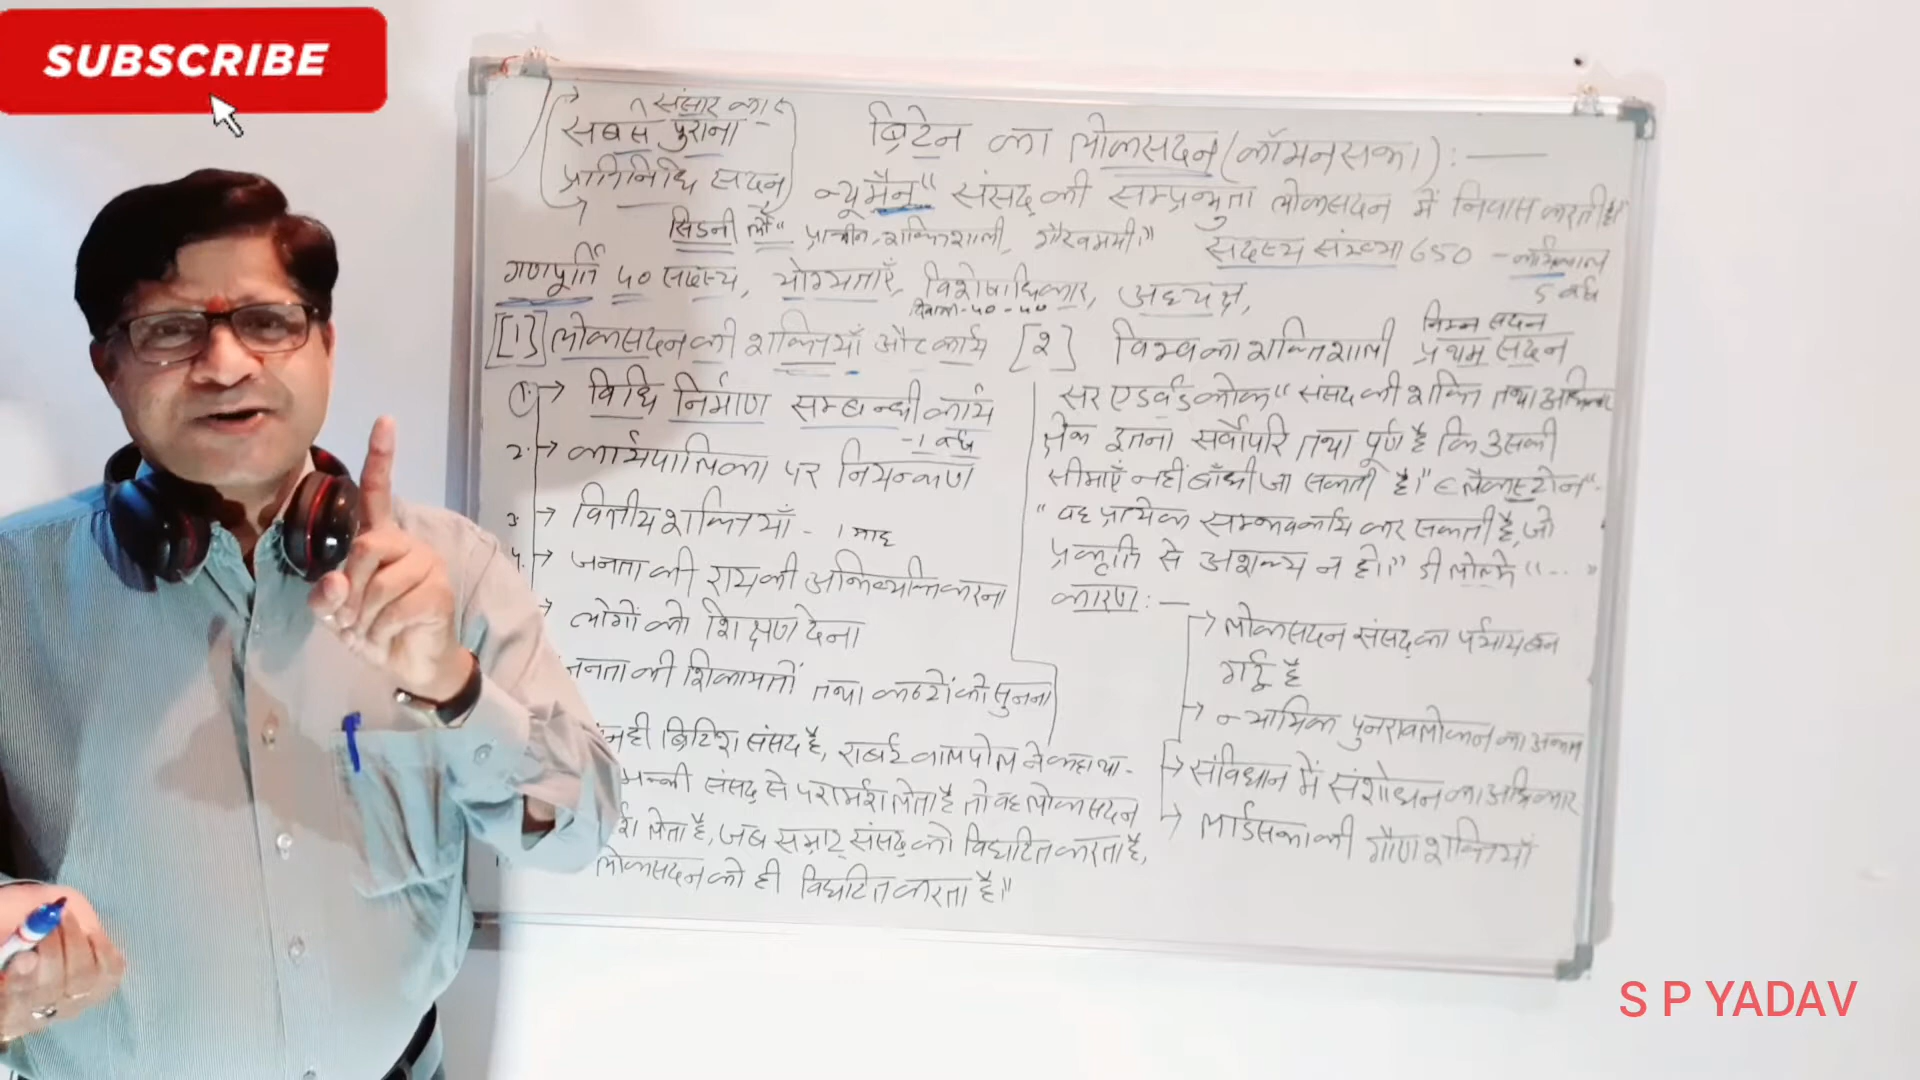 SUBSCRIBE
संसार का
सबसे पुराना
प्रतिनिधि सदन
ब्रिटेन का लोकसदन (कॉमनसभा) : —
न्यूमैन" संसद् की सम्प्रभुता लोकसदन में निवास करती है।
सिडनी लौ" प्राचीन, शक्तिशाली, गौरवमयी।" सदस्य संख्या 650 - कार्यकाल
5 वर्ष
गणपूर्ति 40 सदस्य, योग्यताएँ, विशेषाधिकार, अध्यक्ष,
[1] लोकसदन की शक्तियाँ और कार्य
1. → विधि निर्माण सम्बन्धी कार्य
- 1 वर्ष
2. → कार्यपालिका पर नियन्त्रण
3. → वित्तीय शक्तियाँ - 1 माह
4. → जनता की राय की अभिव्यक्ति करना
→ लोगों को शिक्षण देना
जनता की शिकायतों तथा कष्टों को सुनना
ही ब्रिटिश संसद है, राबर्ट वालपोल ने कहा था -
मन्त्री संसद् से परामर्श लेता है तो वह लोकसदन
लेता है, जब सम्राट् संसद् को विघटित करता है,
लोकसदन को ही विघटित करता है।"
[२] विश्व का शक्तिशाली निम्न सदन
प्रथम सदन
सर एडवर्ड कोक " संसद की शक्ति तथा अधिकार
क्षेत्र इतना सर्वोपरि तथा पूर्ण है कि उसकी
सीमाएँ नहीं बाँधी जा सकती है।" ब्लैकस्टोन" -
" वह प्रत्येक सम्भव कार्य कर सकती है, जो
प्रकृति से अशक्य न हो।" डी लोल्मे " --- "
कारण : —
→ लोकसदन संसद् का पर्याय बन
गई है
→ न्यायिक पुनरावलोकन का अभाव
→ संविधान में संशोधन का अधिकार
→ लार्डसभा की गौण शक्तियाँ
S P YADAV